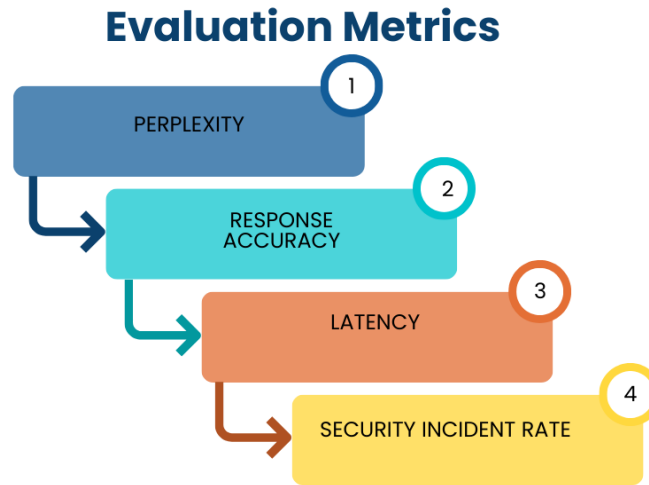 Evaluation Metrics
1
PERPLEXITY
2
RESPONSE
ACCURACY
3
LATENCY
4
SECURITY INCIDENT RATE